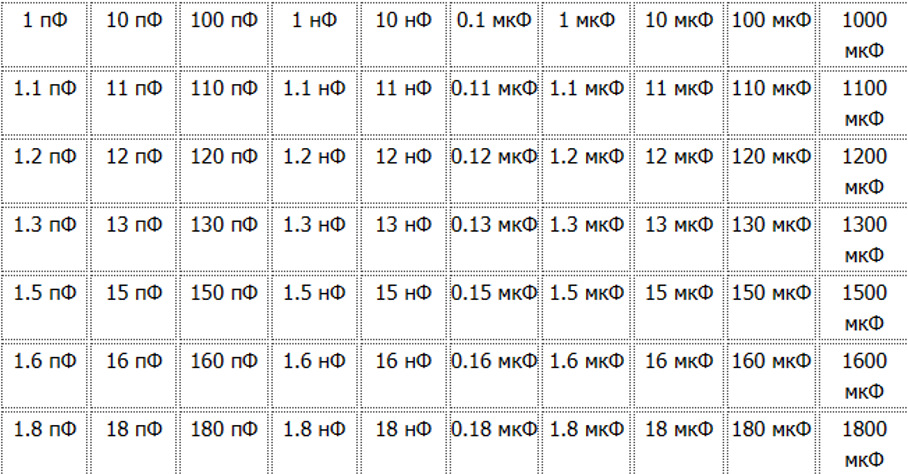 1 пФ 10 пФ 100 пФ 1 нФ 10 нФ 0.1 мкФ 1 мкФ 10 мкФ 100 мкФ 1000
мкФ
1.1 пФ 11 пФ 110 пФ 1.1 нФ 11 нФ 0.11 мкФ 1.1 мкФ 11 мкФ 110 мкФ 1100
мкФ
1.2 пФ 12 пФ 120 пФ 1.2 нФ 12 нФ 0.12 мкФ 1.2 мкФ 12 мкФ 120 мкФ 1200
мкФ
1.3 пФ 13 пФ 130 пФ 1.3 нФ 13 нФ 0.13 мкФ 1.3 мкФ 13 мкФ 130 мкФ 1300
мкФ
1.5 пФ 15 пФ 150 пФ 1.5 нФ 15 нФ 0.15 мкФ 1.5 мкФ 15 мкФ 150 мкФ 1500
мкФ
1.6 пФ 16 пФ 160 пФ 1.6 нФ 16 нФ 0.16 мкФ 1.6 мкФ 16 мкФ 160 мкФ 1600
мкФ
1.8 пФ 18 пФ 180 пФ 1.8 нФ 18 нФ 0.18 мкФ 1.8 мкФ 18 мкФ 180 мкФ 1800
мкФ